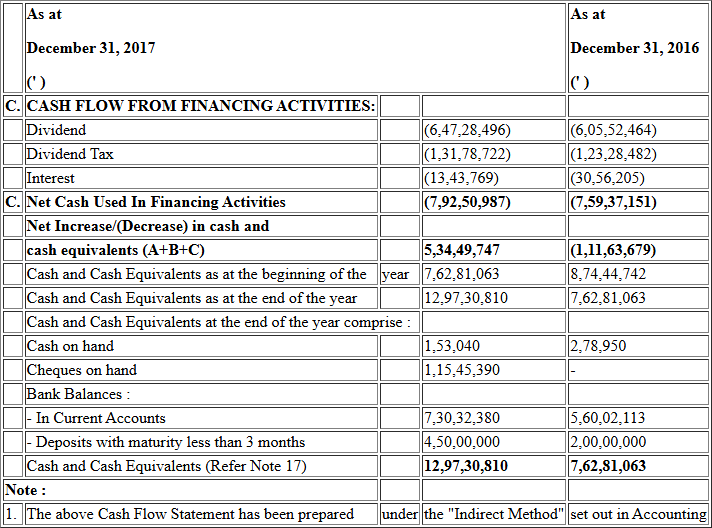 As at As at
December 31, 2017 December 31, 2016
(' ) (' )
C. CASH FLOW FROM FINANCING ACTIVITIES:
Dividend (6,47,28,496) (6,05,52,464)
Dividend Tax (1,31,78,722) (1,23,28,482)
Interest (13,43,769) (30,56,205)
C. Net Cash Used In Financing Activities (7,92,50,987) (7,59,37,151)
Net Increase/(Decrease) in cash and
cash equivalents (A+B+C) 5,34,49,747 (1,11,63,679)
Cash and Cash Equivalents as at the beginning of the year 7,62,81,063 8,74,44,742
Cash and Cash Equivalents as at the end of the year 12,97,30,810 7,62,81,063
Cash and Cash Equivalents at the end of the year comprise :
Cash on hand 1,53,040 2,78,950
Cheques on hand 1,15,45,390 -
Bank Balances :
- In Current Accounts 7,30,32,380 5,60,02,113
- Deposits with maturity less than 3 months 4,50,00,000 2,00,00,000
Cash and Cash Equivalents (Refer Note 17) 12,97,30,810 7,62,81,063
Note :
1. The above Cash Flow Statement has been prepared under the "Indirect Method" set out in Accounting